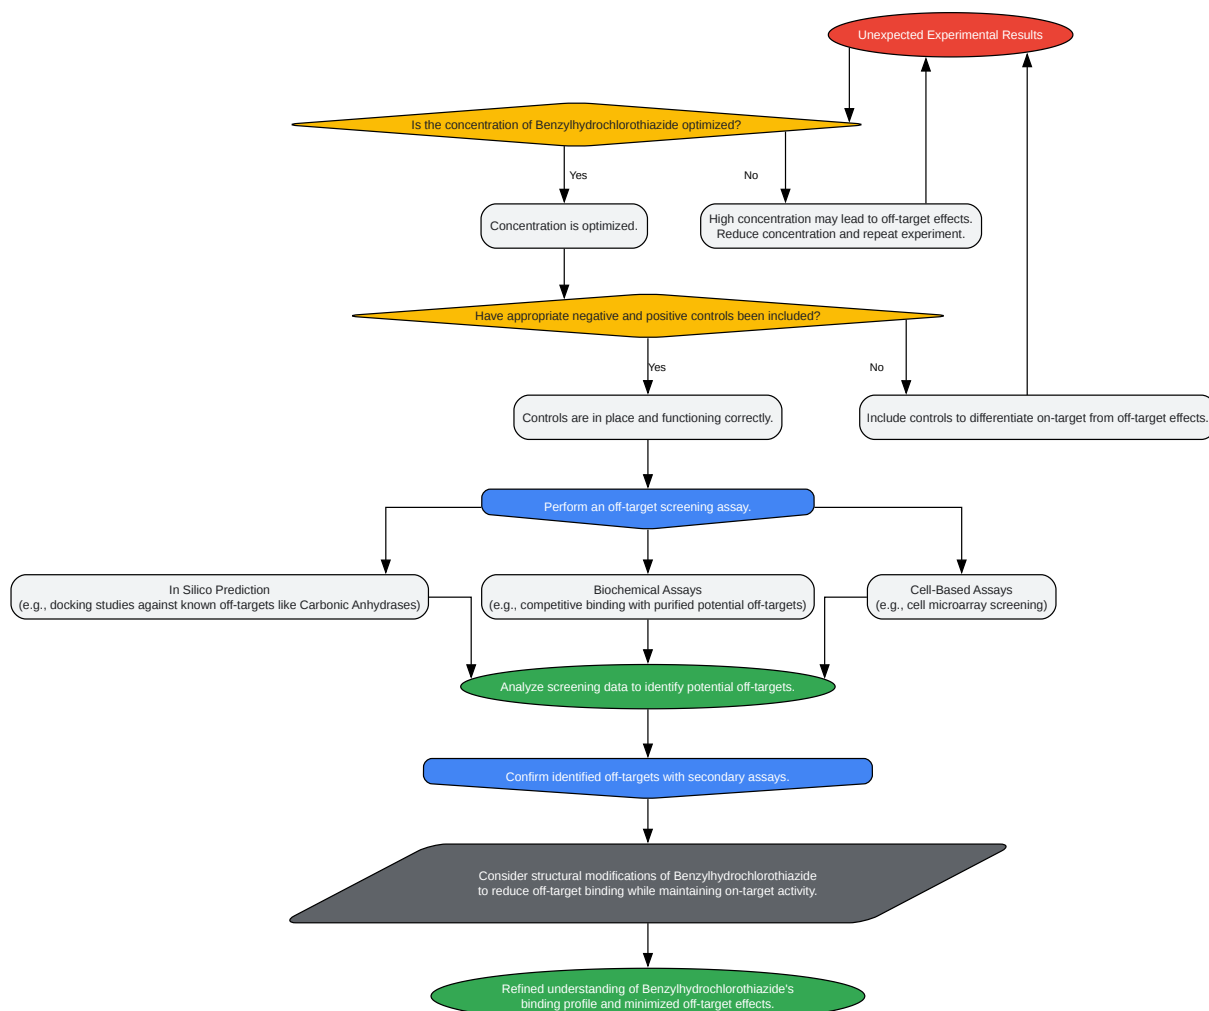 Unexpected Experimental Results
Is the concentration of Benzylhydrochlorothiazide optimized?
Yes
No
Concentration is optimized.
High concentration may lead to off-target effects.
Reduce concentration and repeat experiment.
Have appropriate negative and positive controls been included?
Yes
No
Controls are in place and functioning correctly.
Include controls to differentiate on-target from off-target effects.
Perform an off-target screening assay.
In Silico Prediction
(e.g., docking studies against known off-targets like Carbonic Anhydrases)
Biochemical Assays
(e.g., competitive binding with purified potential off-targets)
Cell-Based Assays
(e.g., cell microarray screening)
Analyze screening data to identify potential off-targets.
Confirm identified off-targets with secondary assays.
Consider structural modifications of Benzylhydrochlorothiazide
to reduce off-target binding while maintaining on-target activity.
Refined understanding of Benzylhydrochlorothiazide's
binding profile and minimized off-target effects.